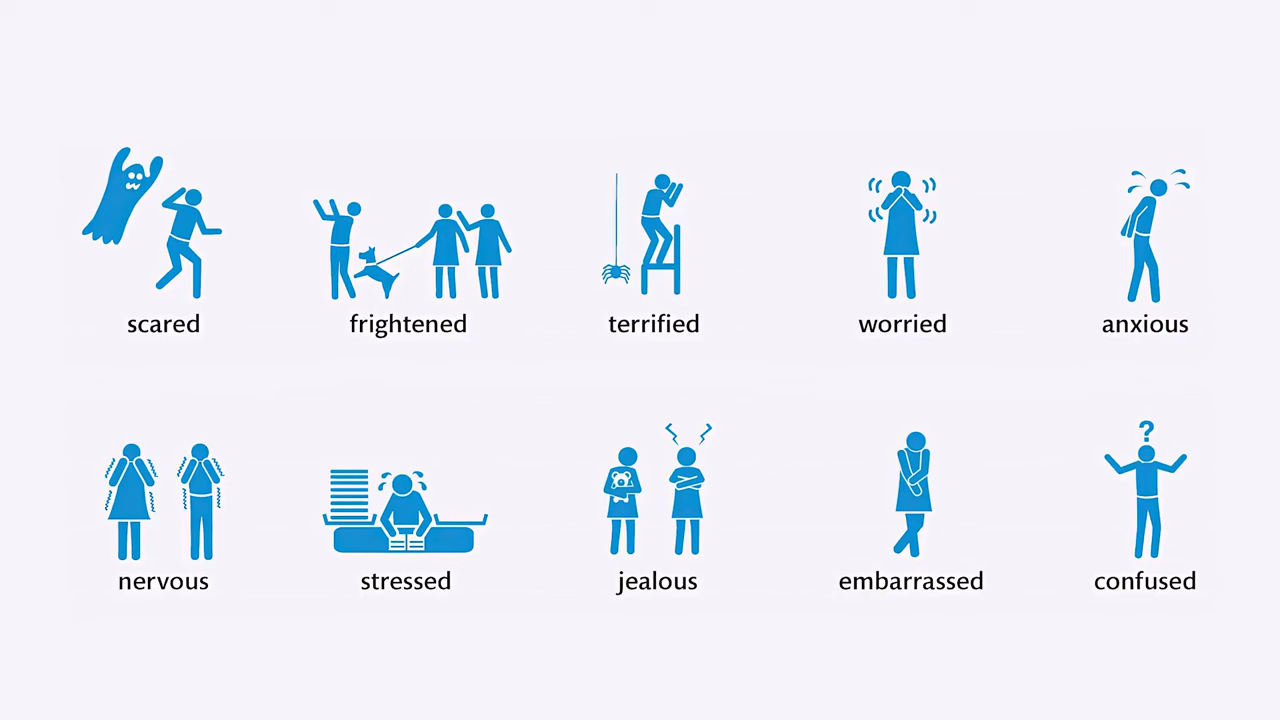 scared
frightened
terrified
worried
anxious
?
nervous
stressed
jealous
embarrassed
confused